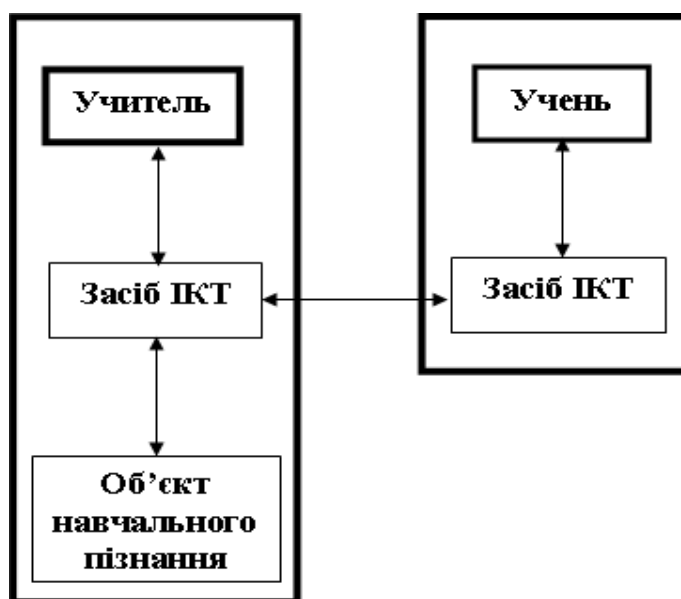 Учитель
Учень
Засіб ІКТ
Засіб ІКТ
Об’єкт
навчального
пізнання